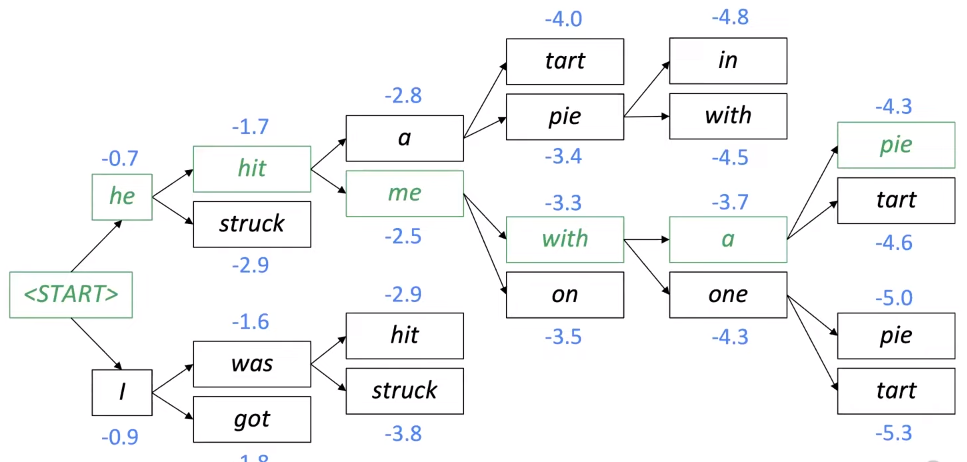 -4.0
-4.8
tart
in
-2.8
-4.3
-1.7
a
pie
with
-0.7
hit
pie
-3.4
-4.5
he
me
-3.3
-3.7
tart
struck
with
a
-2.5
-4.6
-2.9
<START>
-2.9
on
one
-5.0
-1.6
hit
-3.5
-4.3
pie
was
I
struck
tart
got
-0.9
-3.8
-5.3
-1.8